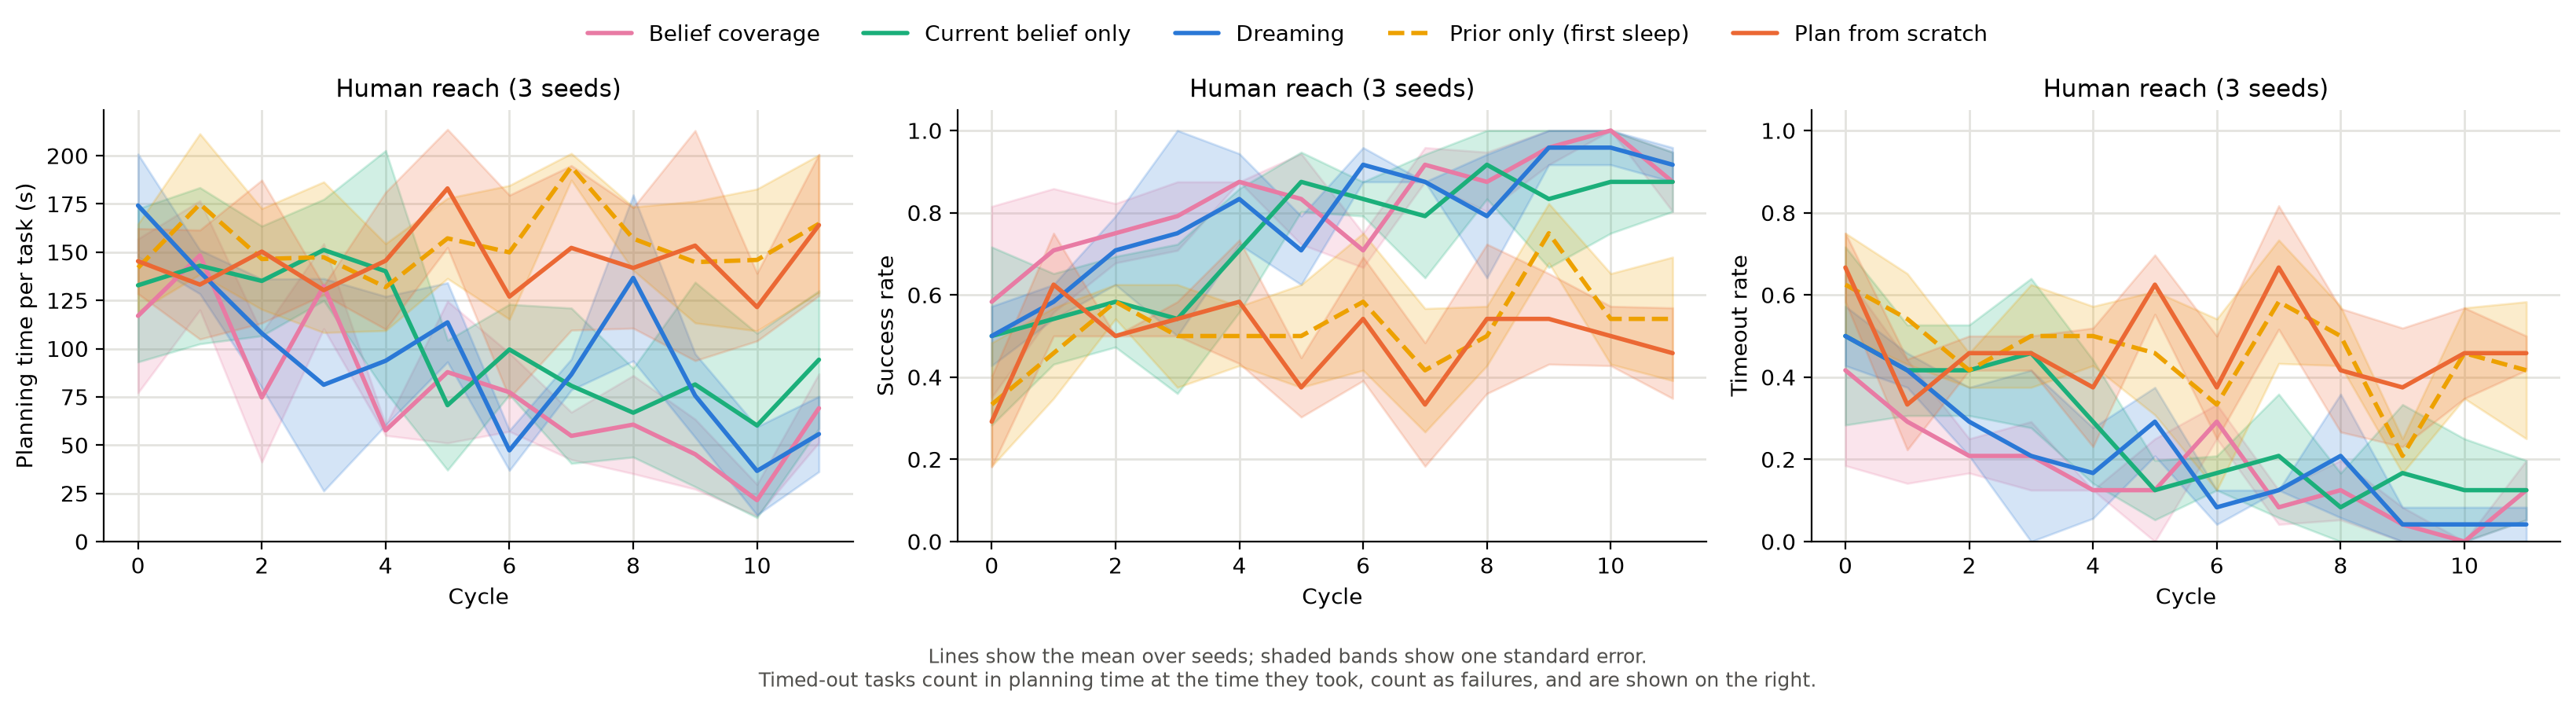 Belief coverage Current belief only Dreaming Prior only (first sleep) Plan from scratch
Human reach (3 seeds)
Planning time per task (s)
200
175
150
125
100
75
50
25
0
0 2 4 6 8 10
Cycle
Human reach (3 seeds)
Success rate
1.0
0.8
0.6
0.4
0.2
0.0
0 2 4 6 8 10
Cycle
Human reach (3 seeds)
Timeout rate
1.0
0.8
0.6
0.4
0.2
0.0
0 2 4 6 8 10
Cycle
Lines show the mean over seeds; shaded bands show one standard error.
Timed-out tasks count in planning time at the time they took, count as failures, and are shown on the right.